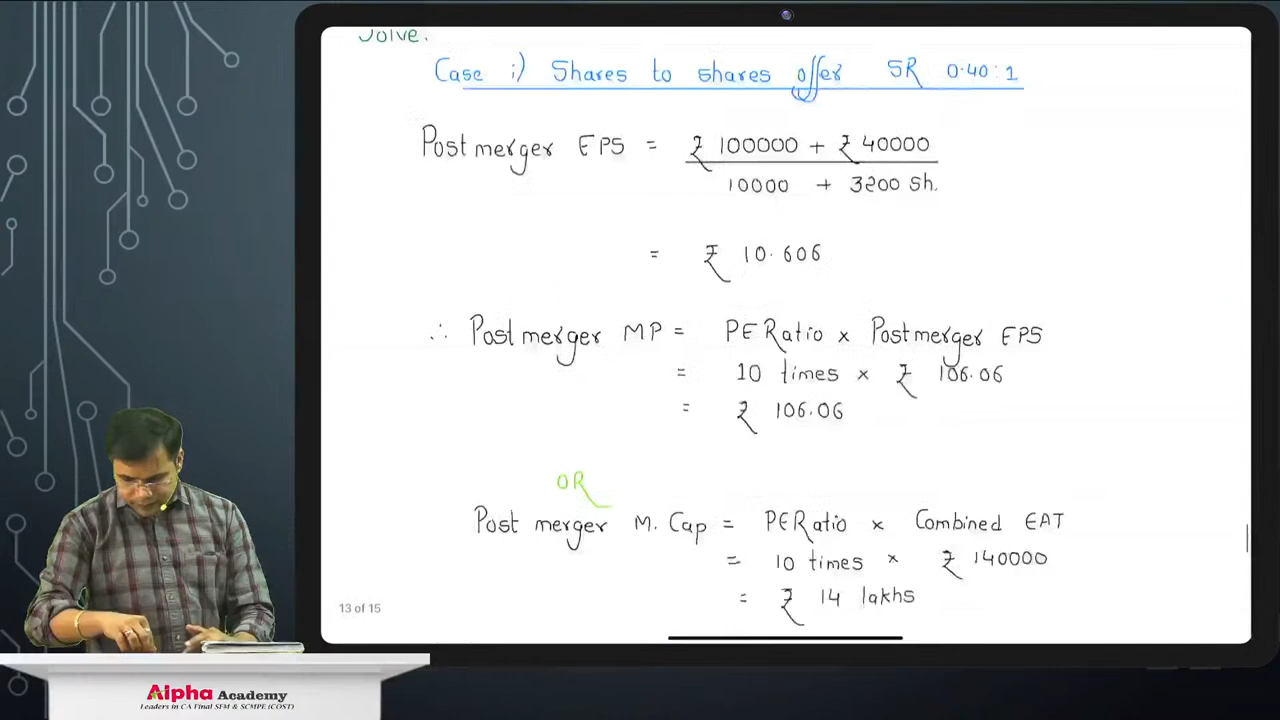 Solve.
Case i) Shares to shares offer SR 0.40:1
Post merger EPS = ₹ 100000 + ₹ 40000
10000 + 3200 sh.
= ₹ 10.606
∴ Post merger MP = PE Ratio x Post merger EPS
= 10 times x ₹ 106.06
= ₹ 106.06
OR
Post merger M. Cap = PE Ratio x Combined EAT
= 10 times x ₹ 140000
= ₹ 14 lakhs
13 of 15
Alpha Academy
Leaders in CA Final SFM & SCMPE (COST)